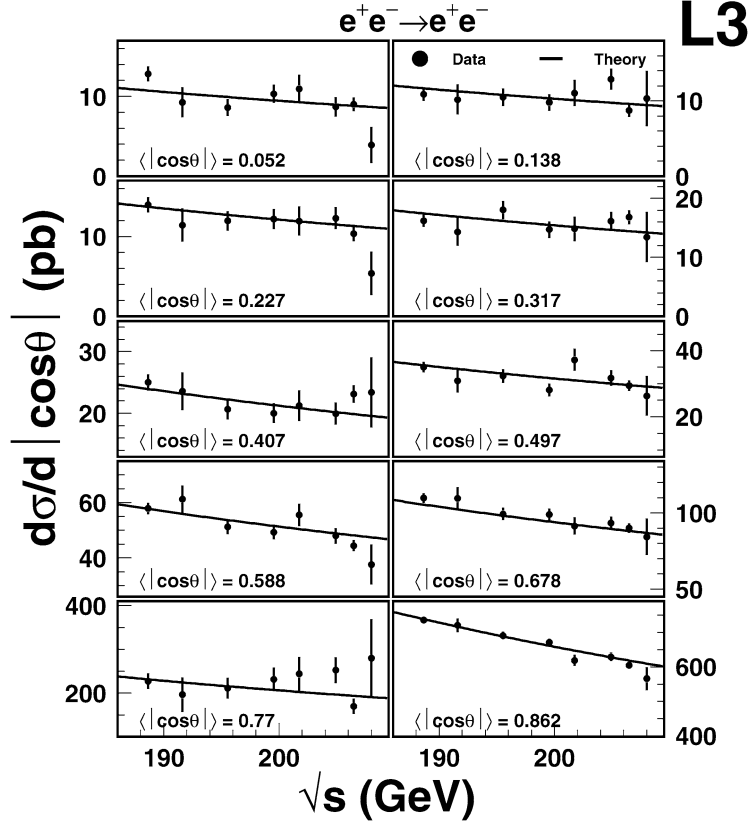 e⁺e⁻→e⁺e⁻
L3
Data
Theory
10
0
⟨|cosθ|⟩ = 0.052
10
0
⟨|cosθ|⟩ = 0.138
10
0
⟨|cosθ|⟩ = 0.227
20
10
0
⟨|cosθ|⟩ = 0.317
30
20
⟨|cosθ|⟩ = 0.407
40
20
⟨|cosθ|⟩ = 0.497
60
40
⟨|cosθ|⟩ = 0.588
100
50
⟨|cosθ|⟩ = 0.678
400
200
⟨|cosθ|⟩ = 0.77
600
400
⟨|cosθ|⟩ = 0.862
190
200
190
200
dσ/d|cosθ| (pb)
√s (GeV)